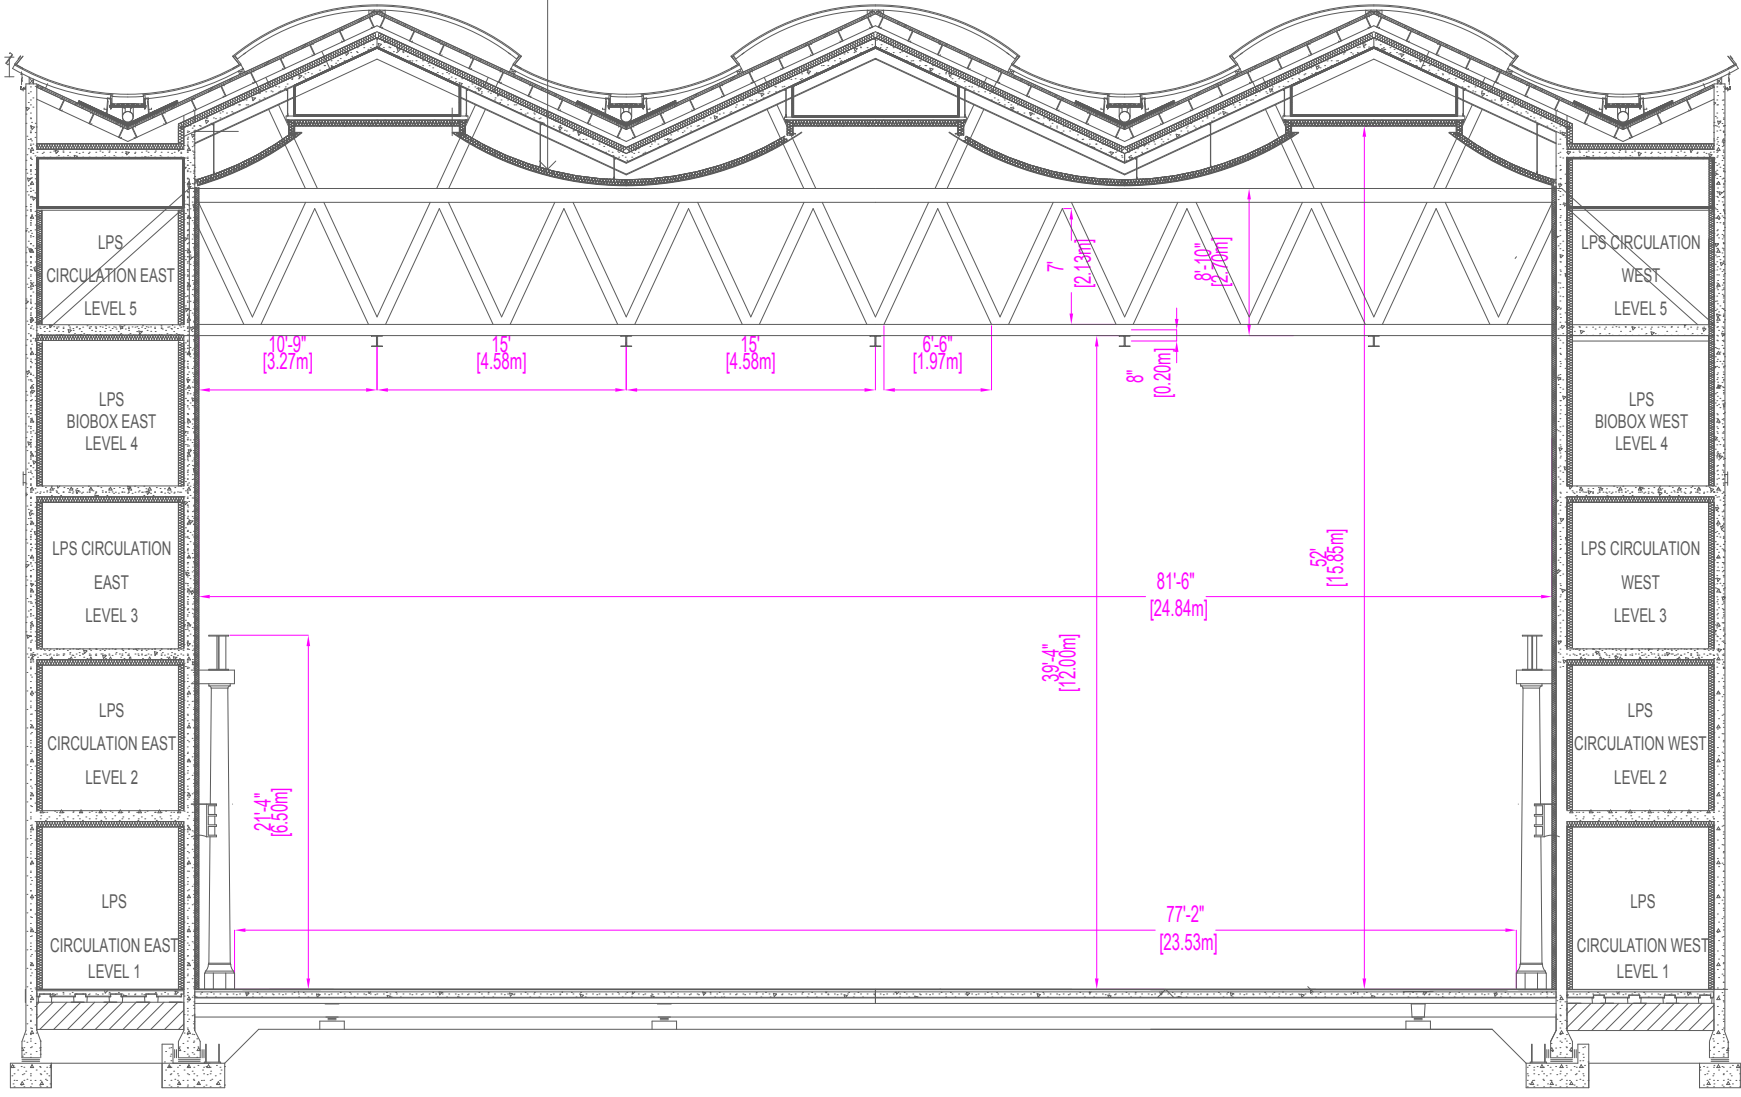 LPS
CIRCULATION EAST
LEVEL 5
LPS CIRCULATION
WEST
LEVEL 5
7'
[2.13m]
8'-10"
[2.70m]
10'-9"
[3.27m]
15'
[4.58m]
15'
[4.58m]
6'-6"
[1.97m]
8"
[0.20m]
LPS
BIOBOX EAST
LEVEL 4
LPS
BIOBOX WEST
LEVEL 4
LPS CIRCULATION
EAST
LEVEL 3
52'
[15.85m]
LPS CIRCULATION
WEST
LEVEL 3
81'-6"
[24.84m]
39'-4"
[12.00m]
LPS
CIRCULATION EAST
LEVEL 2
LPS
CIRCULATION WEST
LEVEL 2
21'-4"
[6.50m]
LPS
CIRCULATION EAST
LEVEL 1
77'-2"
[23.53m]
LPS
CIRCULATION WEST
LEVEL 1